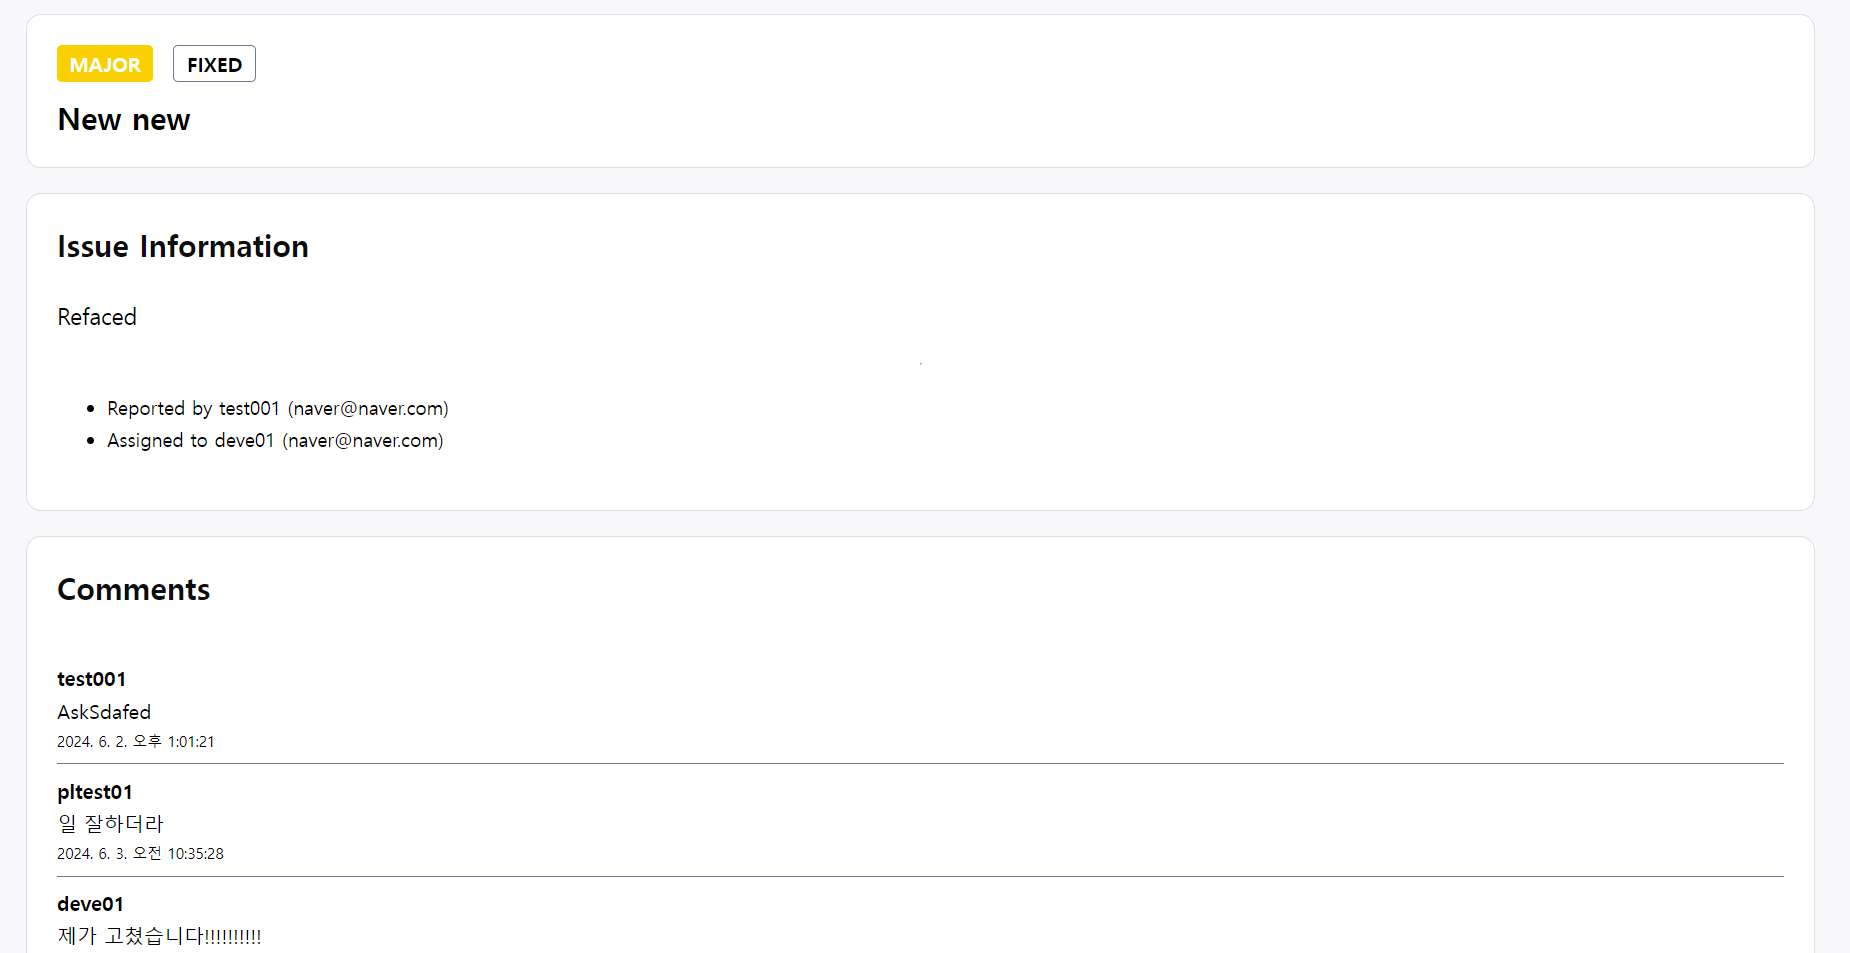 MAJOR FIXED
New new
Issue Information
Refaced
Reported by test001 (naver@naver.com)
Assigned to deve01 (naver@naver.com)
Comments
test001
AskSdafed
2024. 6. 2. 오후 1:01:21
pltest01
일 잘하더라
2024. 6. 3. 오전 10:35:28
deve01
제가 고쳤습니다!!!!!!!!!!